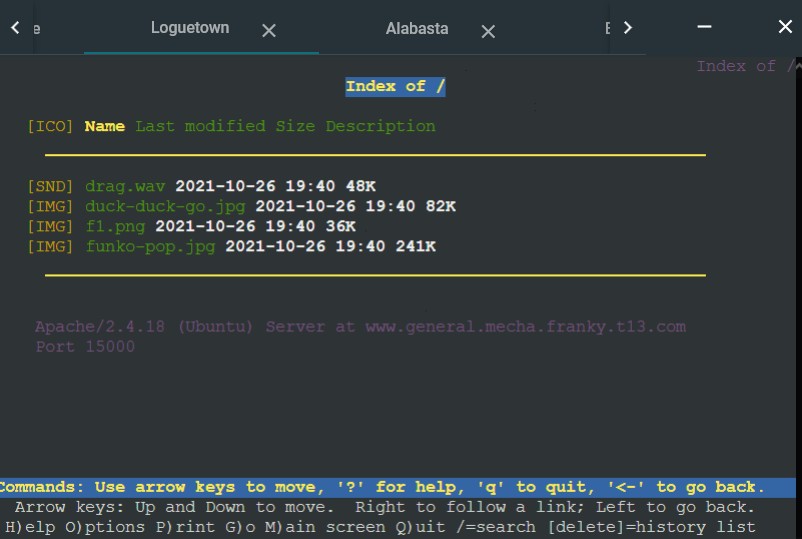 e Loguetown Alabasta E
Index of /
Index of /
[ICO] Name Last modified Size Description
[SND] drag.wav 2021-10-26 19:40 48K
[IMG] duck-duck-go.jpg 2021-10-26 19:40 82K
[IMG] f1.png 2021-10-26 19:40 36K
[IMG] funko-pop.jpg 2021-10-26 19:40 241K
Apache/2.4.18 (Ubuntu) Server at www.general.mecha.franky.t13.com
Port 15000
Commands: Use arrow keys to move, '?' for help, 'q' to quit, '<-' to go back.
Arrow keys: Up and Down to move. Right to follow a link; Left to go back.
H)elp O)ptions P)rint G)o M)ain screen Q)uit /=search [delete]=history list